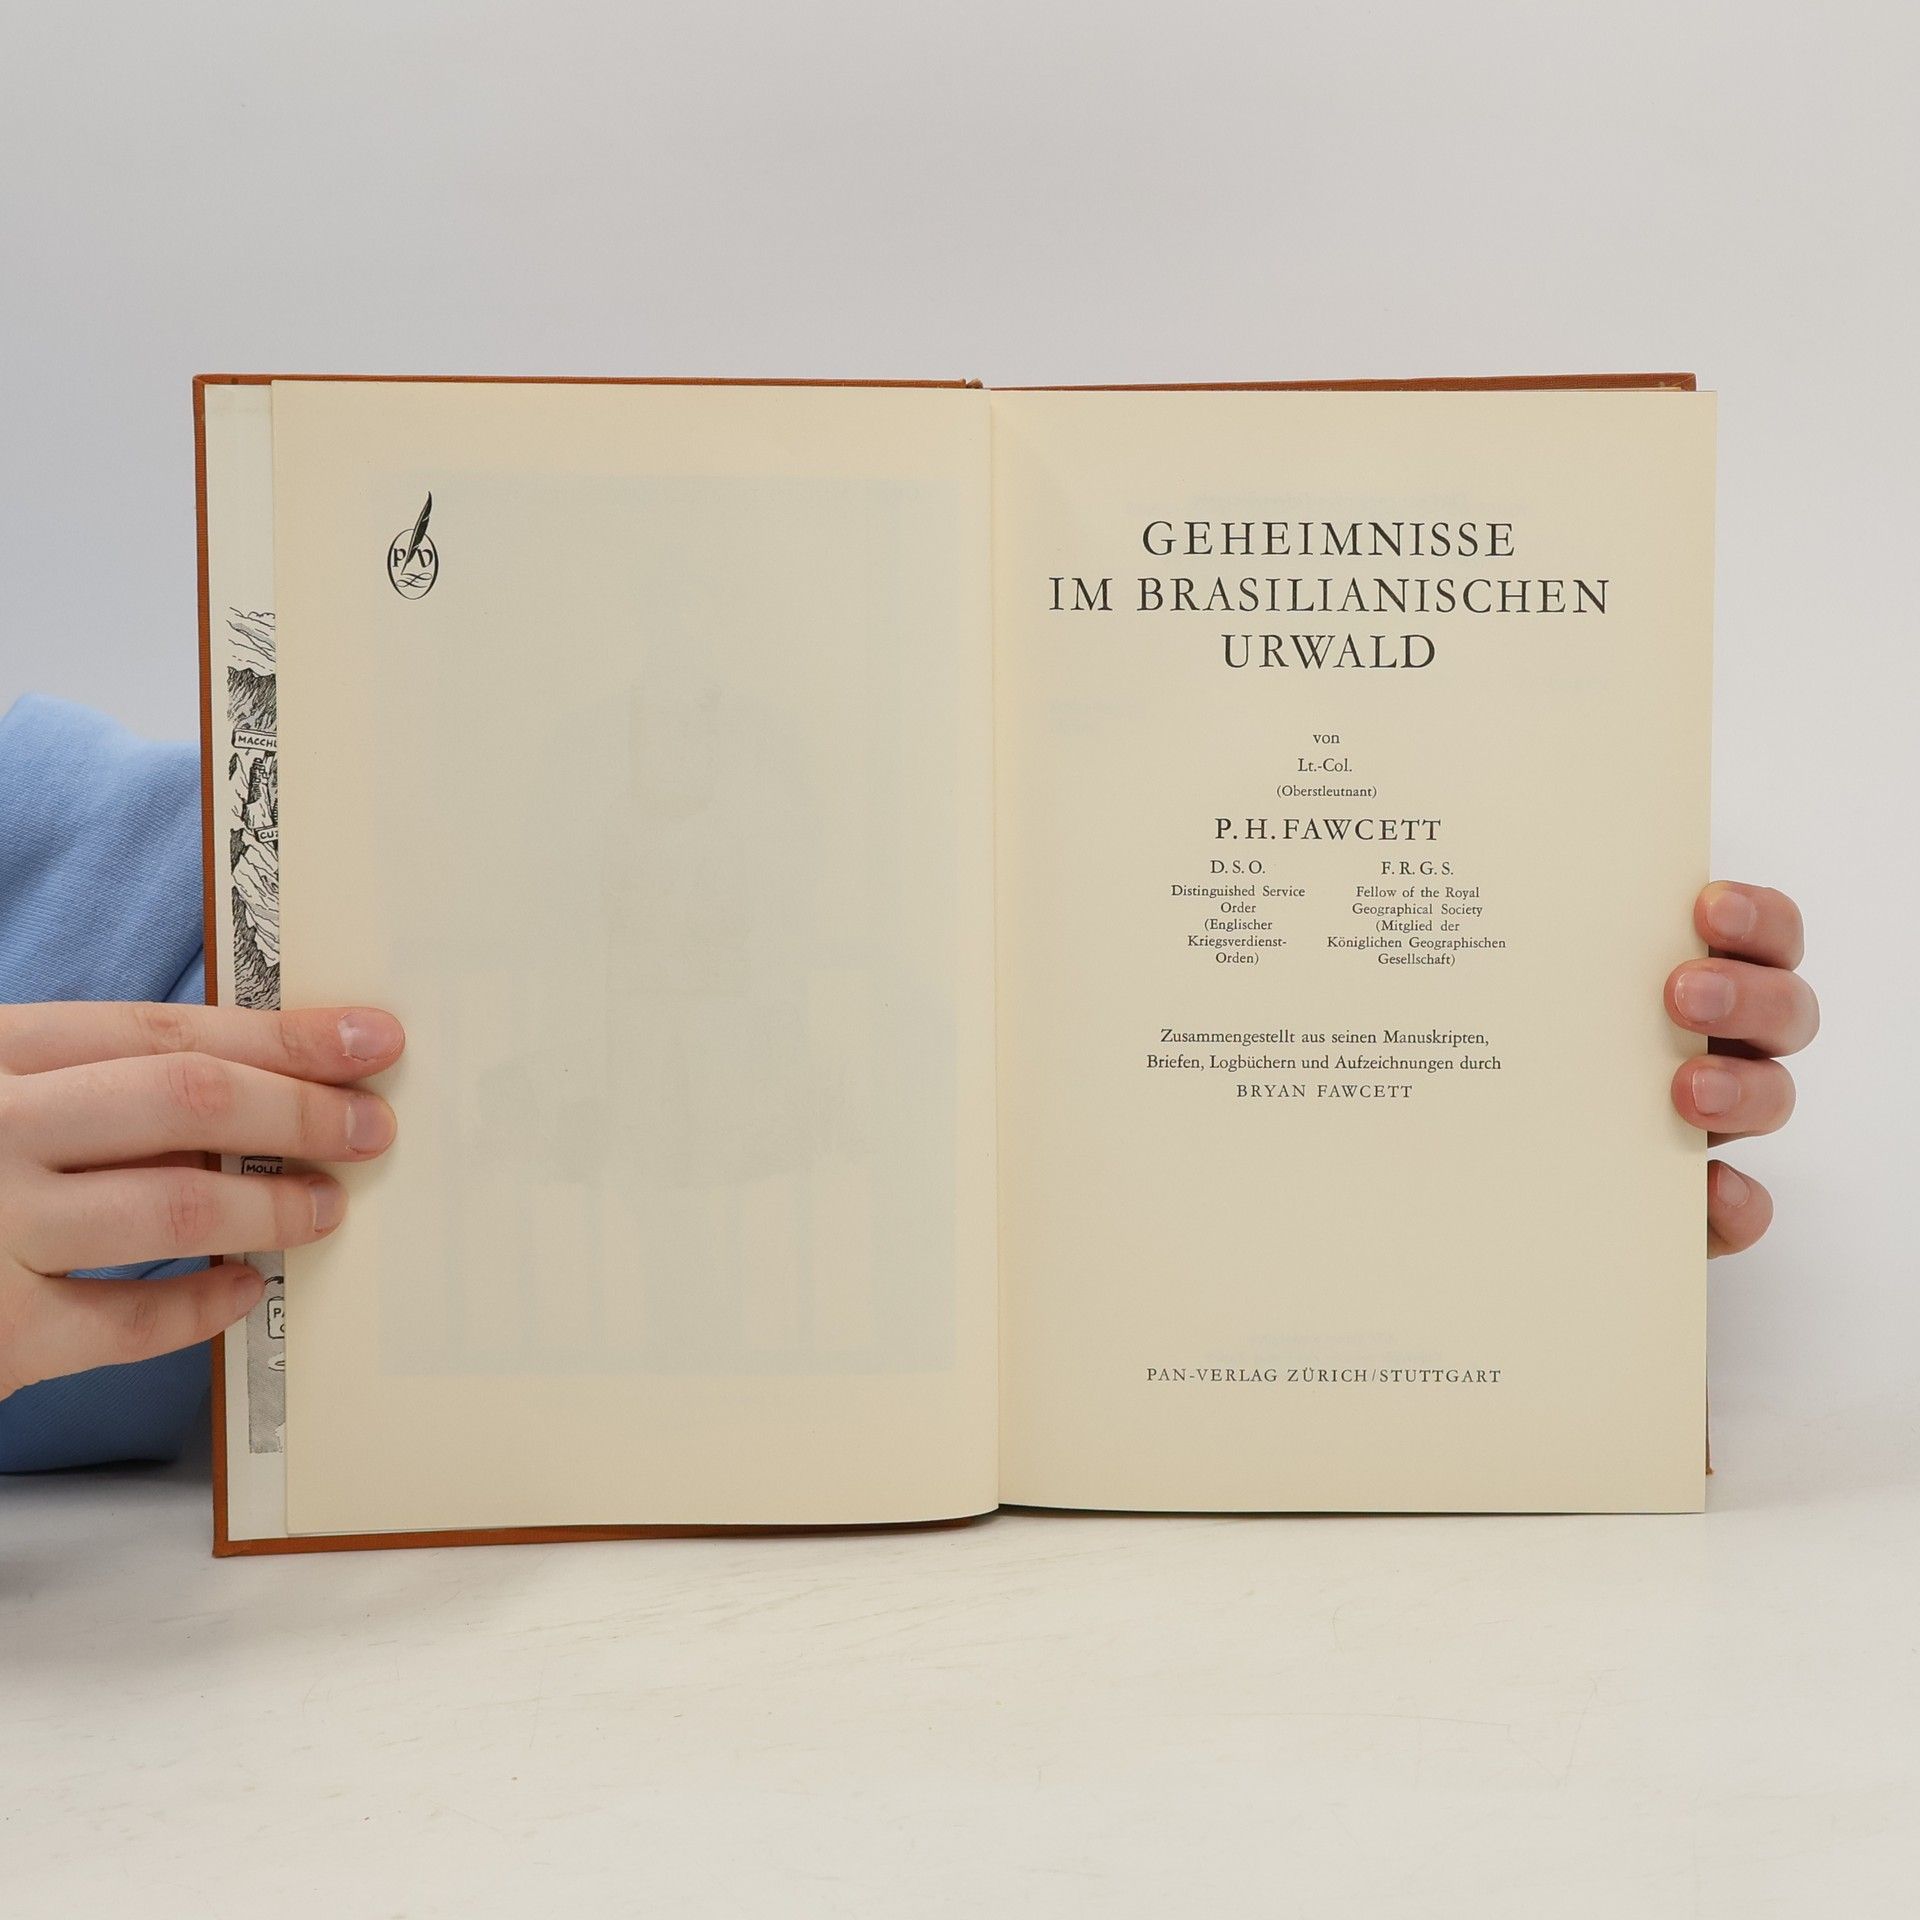 P V
MOLLE
GEHEIMNISSE
IM BRASILIANISCHEN
URWALD
von
Lt.-Col.
(Oberstleutnant)
P. H. FAWCETT
D. S. O.
Distinguished Service
Order
(Englischer
Kriegsverdienst-
Orden)
F. R. G. S.
Fellow of the Royal
Geographical Society
(Mitglied der
Königlichen Geographischen
Gesellschaft)
Zusammengestellt aus seinen Manuskripten,
Briefen, Logbüchern und Aufzeichnungen durch
BRYAN FAWCETT
PAN-VERLAG ZÜRICH/STUTTGART